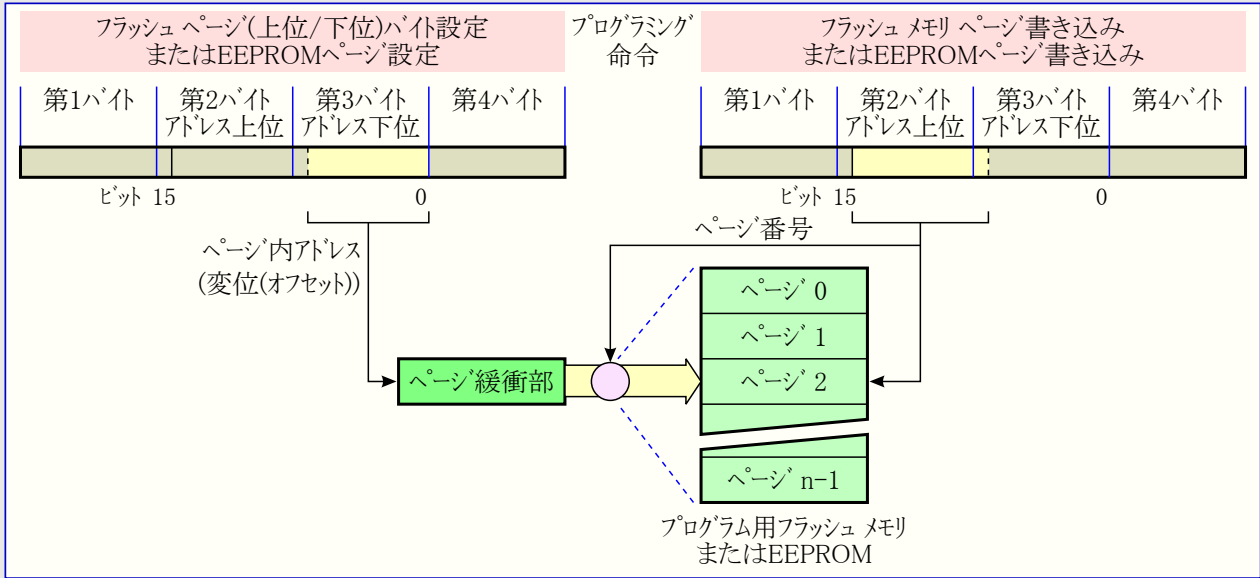 フラッシュ ページ(上位/下位)バイト設定
またはEEPROMページ設定
プログラミング
命令
フラッシュ メモリ ページ書き込み
またはEEPROMページ書き込み
第1バイト
第2バイト
アドレス上位
第3バイト
アドレス下位
第4バイト
第1バイト
第2バイト
アドレス上位
第3バイト
アドレス下位
第4バイト
ビット 15
0
ビット 15
0
ページ内アドレス
(変位(オフセット))
ページ番号
ページ緩衝部
ページ 0
ページ 1
ページ 2
ページ n-1
プログラム用フラッシュ メモリ
またはEEPROM